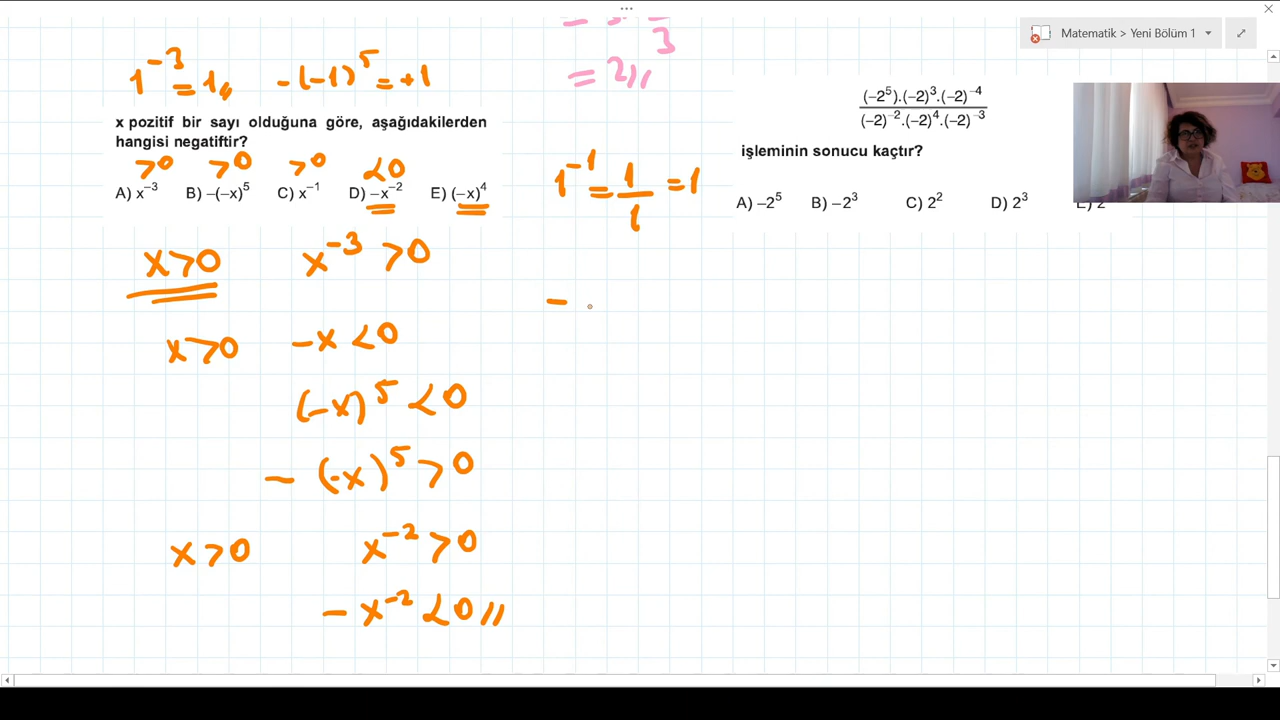 Matematik > Yeni Bölüm 1
3
= 2//
1⁻³ = 1,, -(-1)⁵ = +1
x pozitif bir sayı olduğuna göre, aşağıdakilerden
hangisi negatiftir?
>0 >0 >0 <0
A) x⁻³ B) –(–x)⁵ C) x⁻¹ D) –x⁻² E) (–x)⁴
x>0 x⁻³ >0
x>0 -x <0
(-x)⁵ <0
- (-x)⁵ >0
x>0 x⁻² >0
- x⁻² <0 //
1⁻¹ = 1/1 = 1
-
(–2⁵).(–2)³.(–2)⁻⁴
(–2)⁻².(–2)⁴.(–2)⁻³
işleminin sonucu kaçtır?
A) –2⁵ B) –2³ C) 2² D) 2³ E) 2